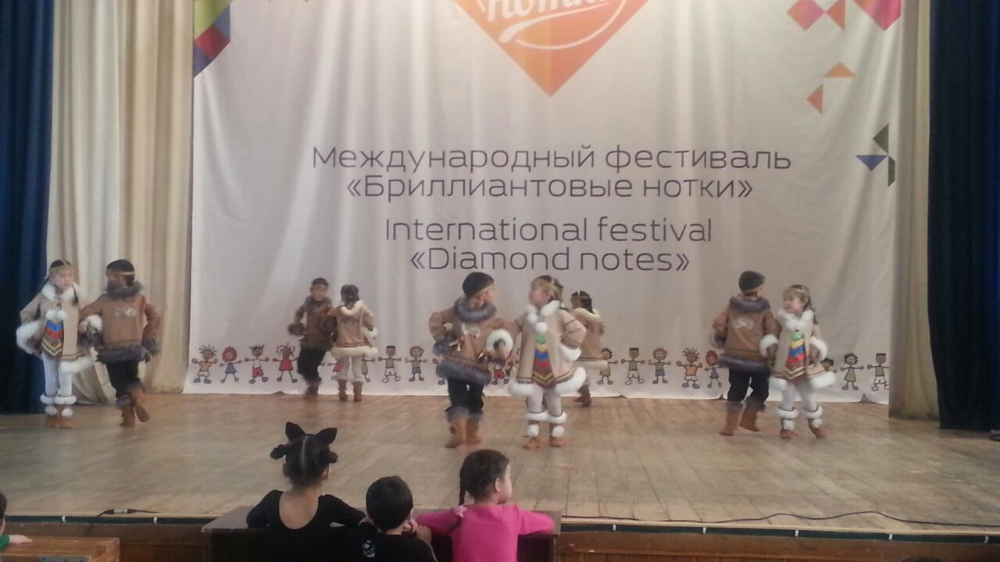 Международный фестиваль
«Бриллиантовые нотки»
International festival
«Diamond notes»